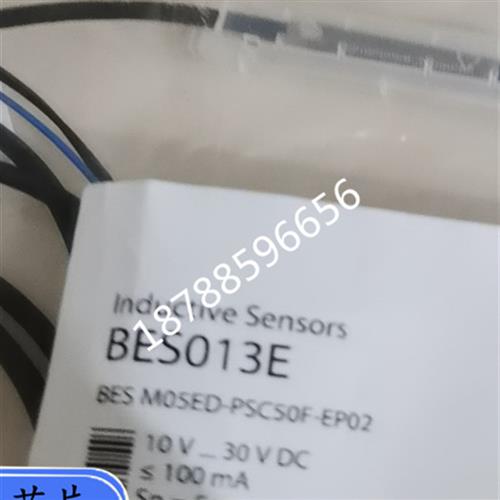 Inductive Sensors
BES013E
BES M05ED-PSC50F-EP02
10 V ... 30 V DC
≤ 100 mA
18788596656